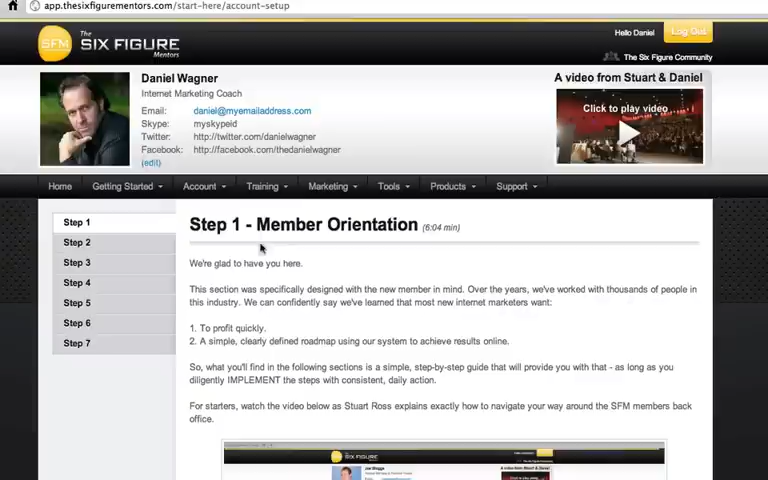 app.thesixfigurementors.com/start-here/account-setup
Hello Daniel
Log Out
SFM
The
SIX FIGURE
Mentors
The Six Figure Community
Daniel Wagner
Internet Marketing Coach
Email: daniel@myemailaddress.com
Skype: myskypeid
Twitter: http://twitter.com/danielwagner
Facebook: http://facebook.com/thedanielwagner
(edit)
A video from Stuart & Daniel
Click to play video
Home Getting Started Account Training Marketing Tools Products Support
Step 1
Step 2
Step 3
Step 4
Step 5
Step 6
Step 7
Step 1 - Member Orientation (6:04 min)
We're glad to have you here.
This section was specifically designed with the new member in mind. Over the years, we've worked with thousands of people in
this industry. We can confidently say we've learned that most new internet marketers want:
1. To profit quickly.
2. A simple, clearly defined roadmap using our system to achieve results online.
So, what you'll find in the following sections is a simple, step-by-step guide that will provide you with that - as long as you
diligently IMPLEMENT the steps with consistent, daily action.
For starters, watch the video below as Stuart Ross explains exactly how to navigate your way around the SFM members back
office.
SIX FIGURE